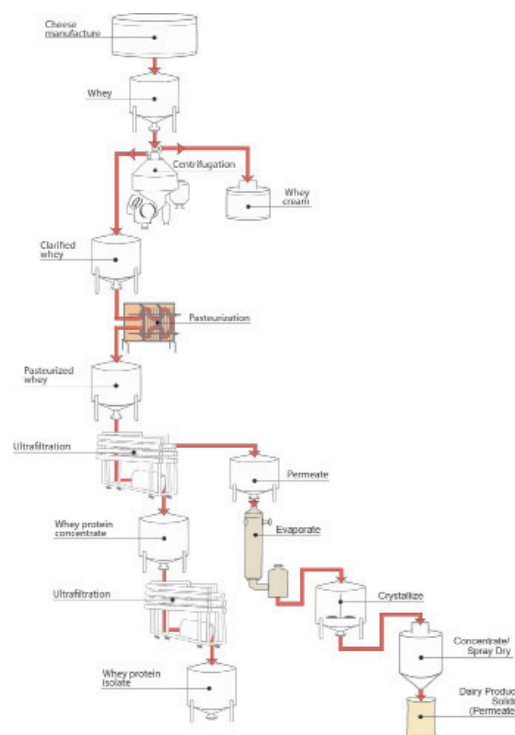 Cheese
manufacture
Whey
Centrifugation
Whey
cream
Clarified
whey
Pasteurization
Pasteurized
whey
Ultrafiltration
Permeate
Whey protein
concentrate
Evaporate
Ultrafiltration
Crystallize
Concentrate/
Spray Dry
Whey protein
Isolate
Dairy Produc
Solid
(Permeate